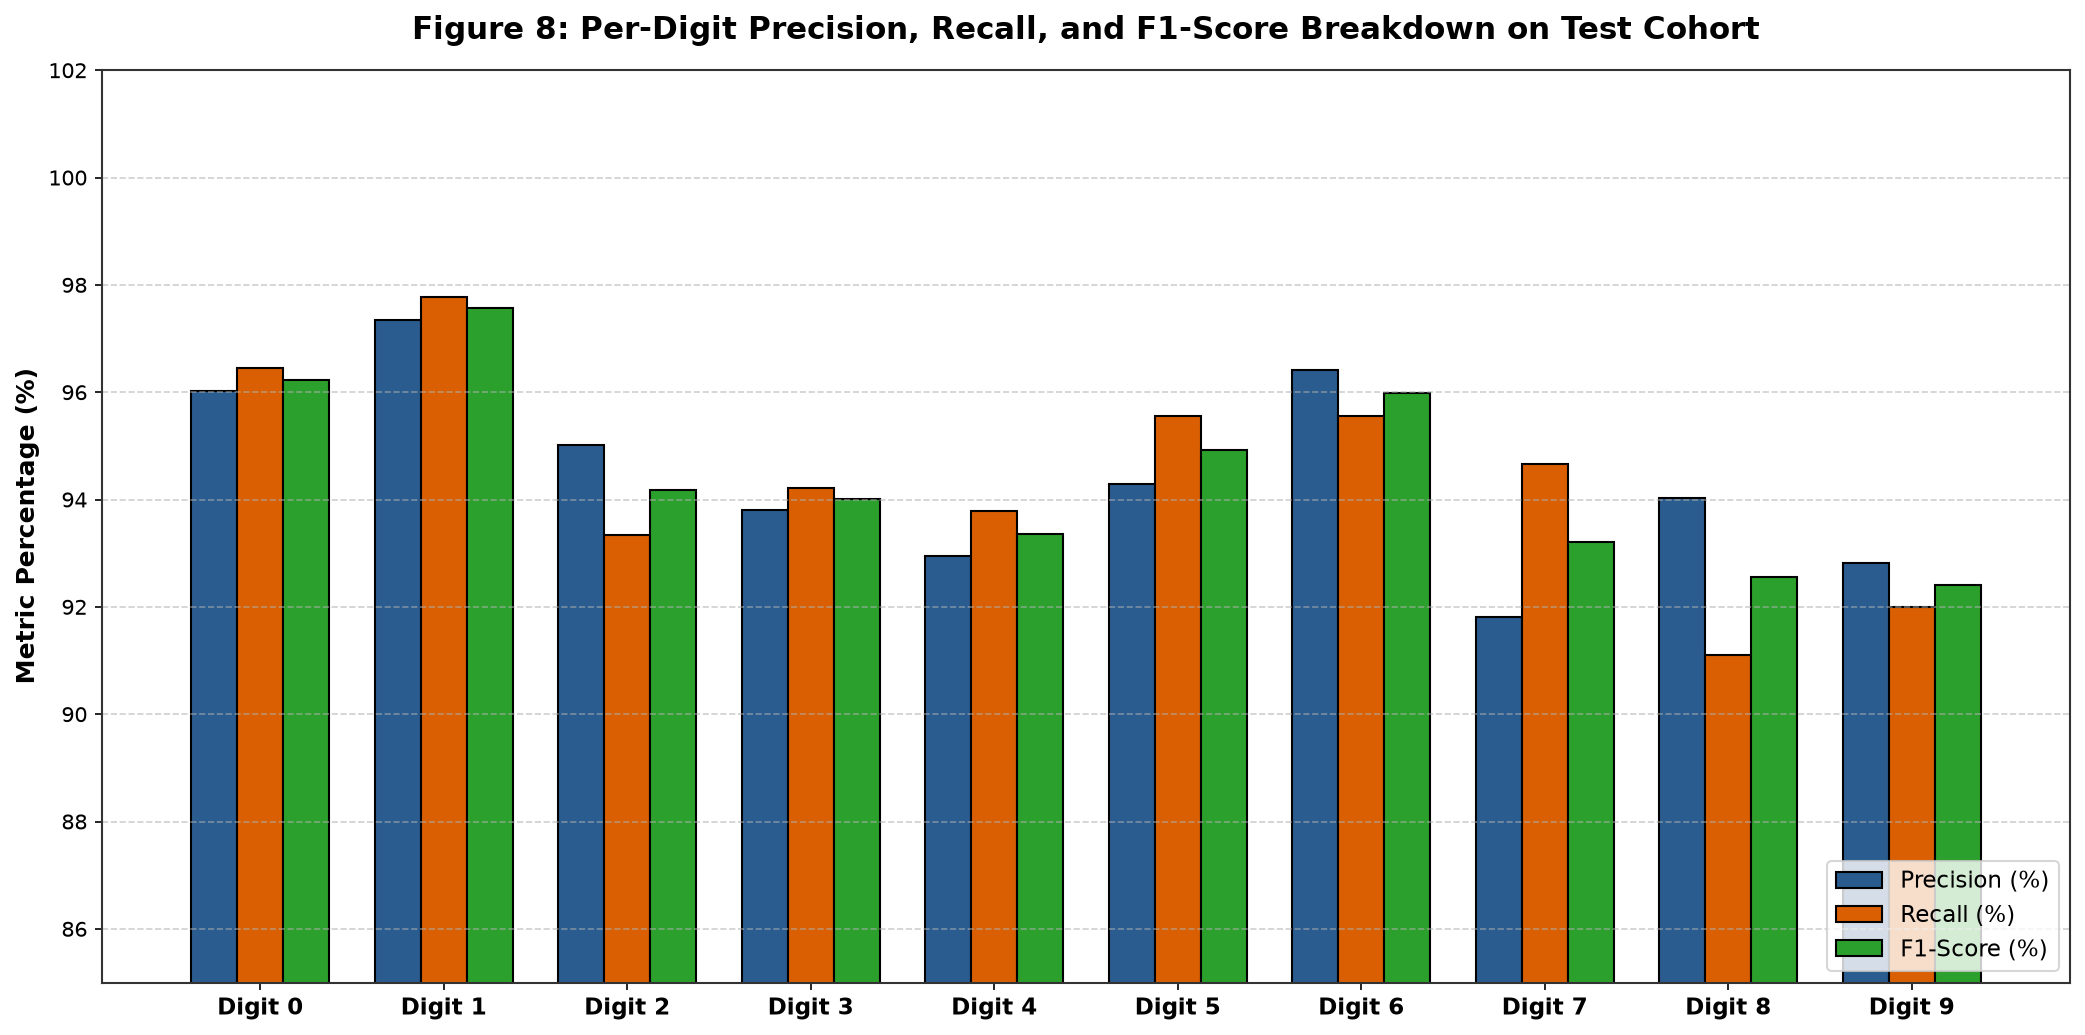 Figure 8: Per-Digit Precision, Recall, and F1-Score Breakdown on Test Cohort
Metric Percentage (%)
102
100
98
96
94
92
90
88
86
Digit 0
Digit 1
Digit 2
Digit 3
Digit 4
Digit 5
Digit 6
Digit 7
Digit 8
Digit 9
Precision (%)
Recall (%)
F1-Score (%)